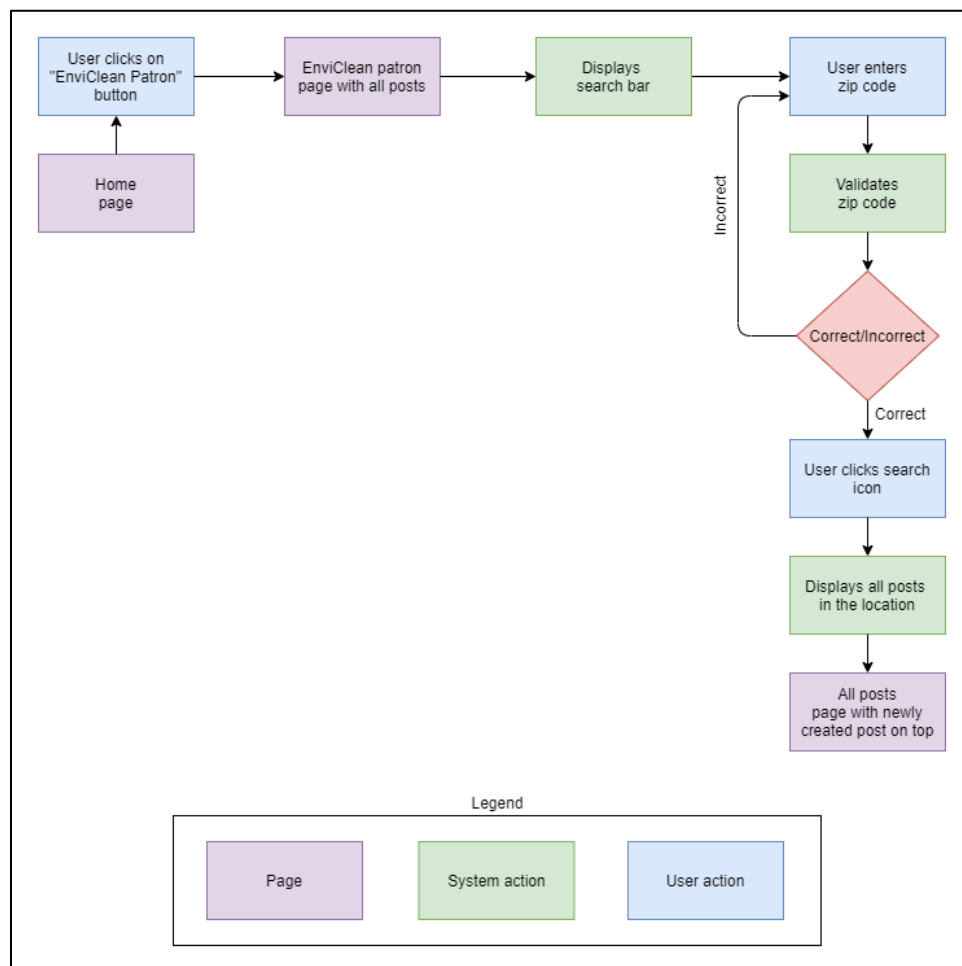 User clicks on
"EnviClean Patron"
button
EnviClean patron
page with all posts
Displays
search bar
User enters
zip code
Home
page
Incorrect
Validates
zip code
Correct/Incorrect
Correct
User clicks search
icon
Displays all posts
in the location
All posts
page with newly
created post on top
Legend
Page
System action
User action